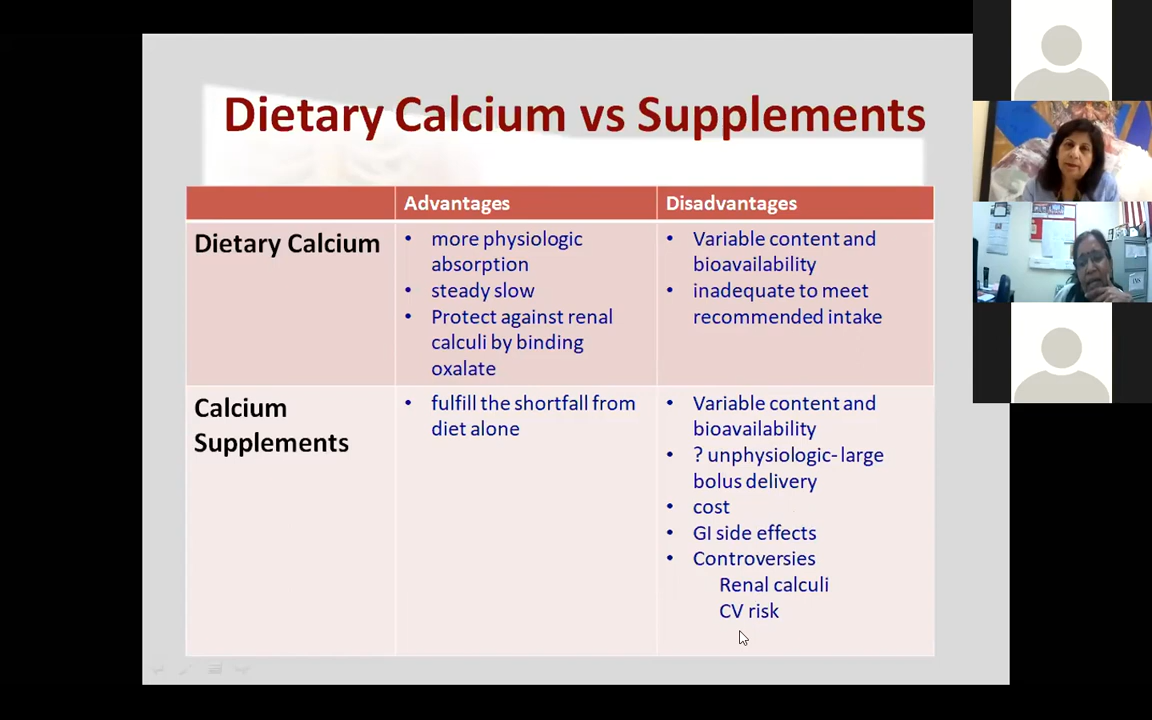 Dietary Calcium vs Supplements
Advantages
Disadvantages
Dietary Calcium
• more physiologic
absorption
• steady slow
• Protect against renal
calculi by binding
oxalate
• Variable content and
bioavailability
• inadequate to meet
recommended intake
Calcium
Supplements
• fulfill the shortfall from
diet alone
• Variable content and
bioavailability
• ? unphysiologic- large
bolus delivery
• cost
• GI side effects
• Controversies
Renal calculi
CV risk